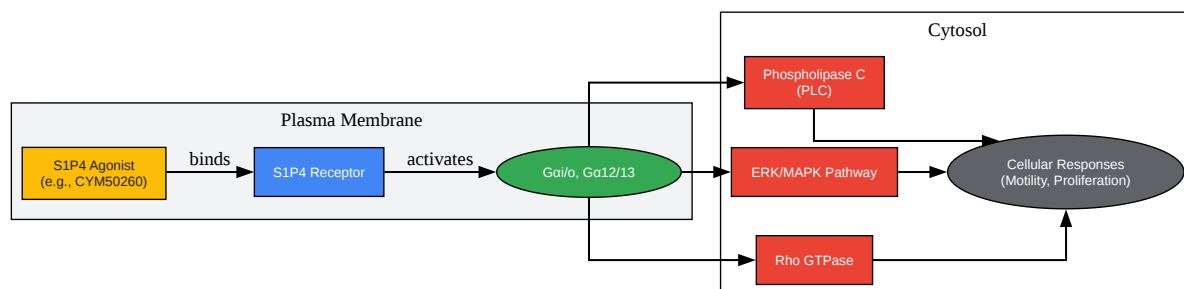 Plasma Membrane
S1P4 Agonist
(e.g., CYM50260)
binds
S1P4 Receptor
activates
Gαi/o, Gα12/13
Cytosol
Phospholipase C
(PLC)
ERK/MAPK Pathway
Rho GTPase
Cellular Responses
(Motility, Proliferation)